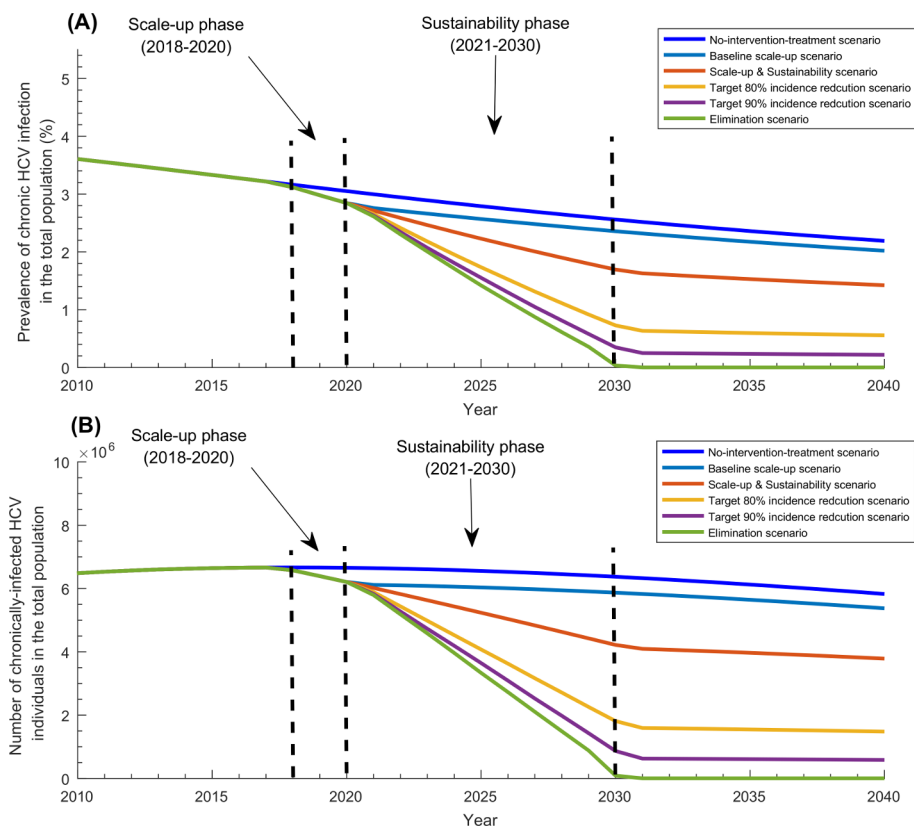 (A)
Scale-up phase
(2018-2020)
Sustainability phase
(2021-2030)
No-intervention-treatment scenario
Baseline scale-up scenario
Scale-up & Sustainability scenario
Target 80% incidence redcution scenario
Target 90% incidence redcution scenario
Elimination scenario
Prevalence of chronic HCV infection
in the total population (%)
5
4
3
2
1
0
2010
2015
2020
2025
2030
2035
2040
Year
(B)
Scale-up phase
(2018-2020)
Sustainability phase
(2021-2030)
No-intervention-treatment scenario
Baseline scale-up scenario
Scale-up & Sustainability scenario
Target 80% incidence redcution scenario
Target 90% incidence redcution scenario
Elimination scenario
Number of chronically-infected HCV
individuals in the total population
× 10^6
10
8
6
4
2
0
2010
2015
2020
2025
2030
2035
2040
Year